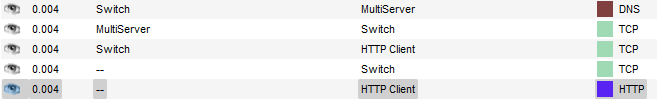 0.004 Switch MultiServer DNS
0.004 MultiServer Switch TCP
0.004 Switch HTTP Client TCP
0.004 -- Switch TCP
0.004 -- HTTP Client HTTP